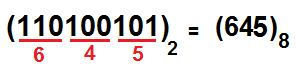 (110100101)₂ = (645)₈
6 4 5